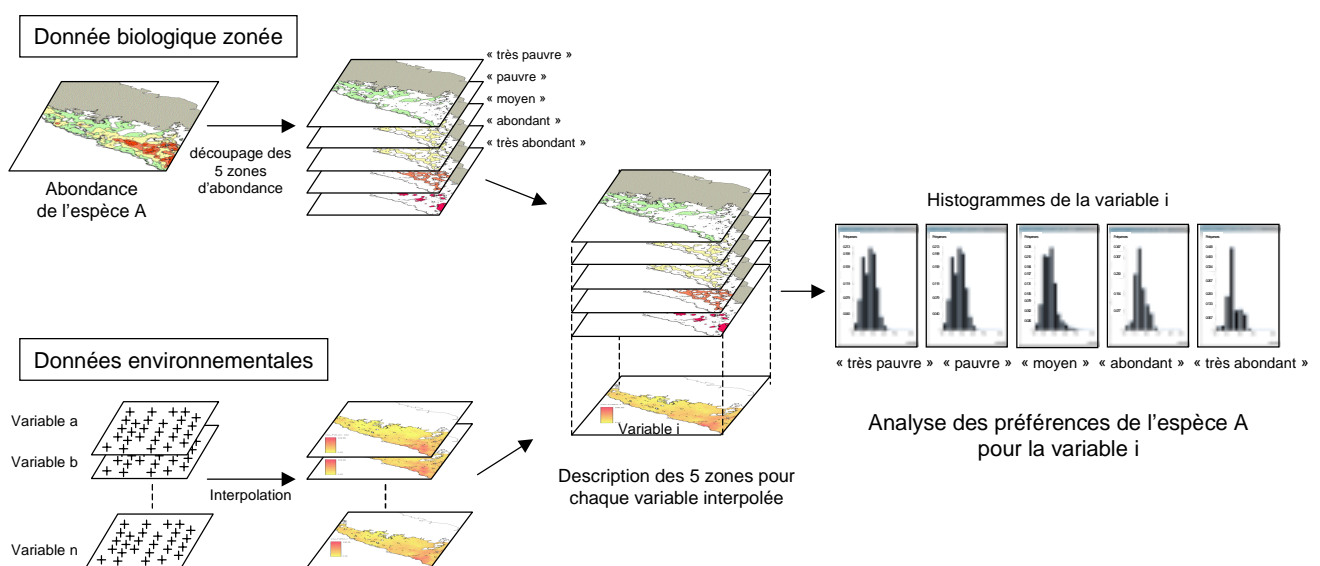 Donnée biologique zonée
« très pauvre »
« pauvre »
« moyen »
« abondant »
« très abondant »
découpage des
5 zones
d'abondance
Abondance
de l'espèce A
Données environnementales
Variable a
Variable b
Variable n
Interpolation
Variable i
Description des 5 zones pour
chaque variable interpolée
Histogrammes de la variable i
« très pauvre »
« pauvre »
« moyen »
« abondant »
« très abondant »
Analyse des préférences de l'espèce A
pour la variable i